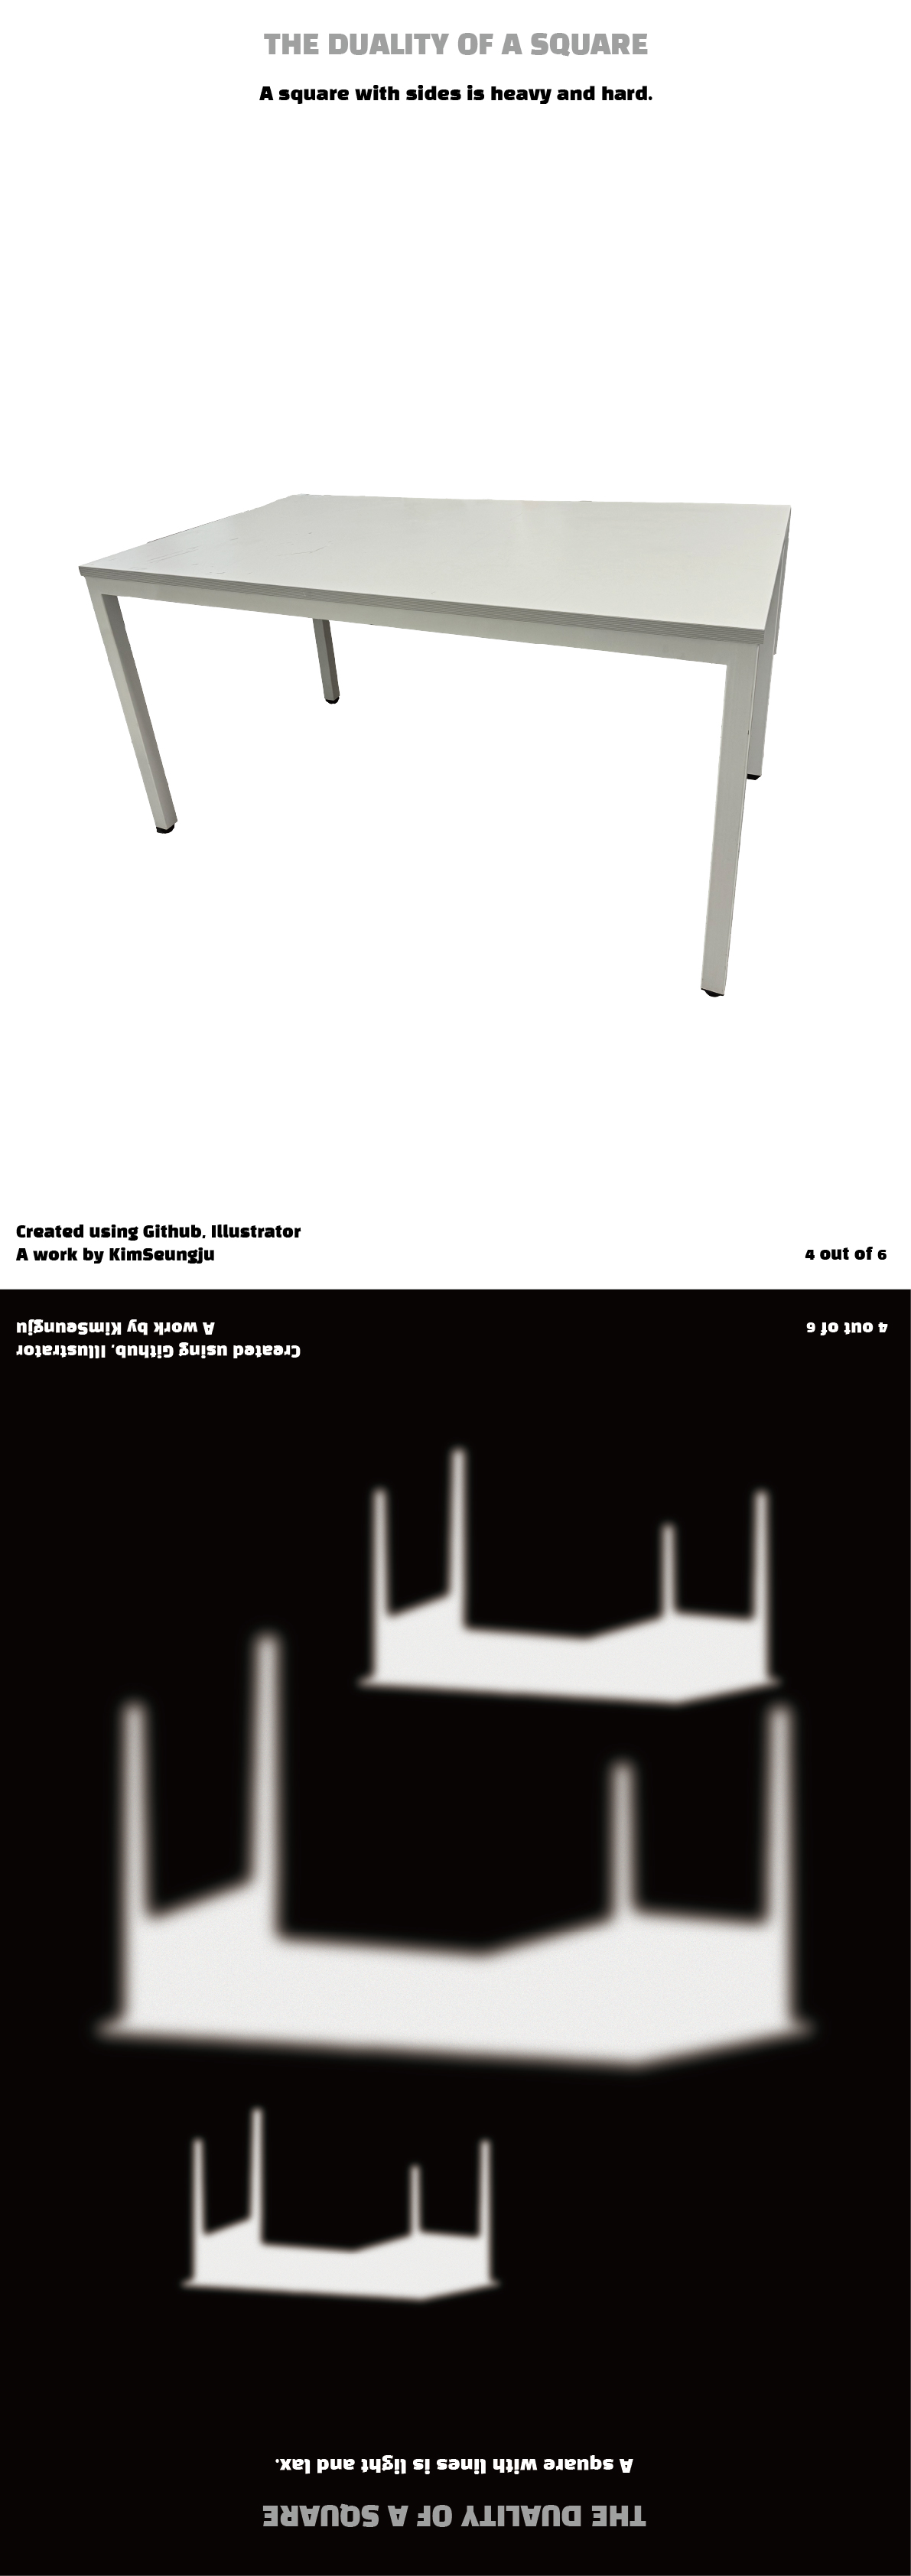 THE DUALITY OF A SQUARE
A square with sides is heavy and hard.
Created using Github, Illustrator
A work by KimSeungju
4 out of 6
A work by KimSeungju
4 out of 6
Created using Github, Illustrator
A square with lines is light and lax.
THE DUALITY OF A SQUARE